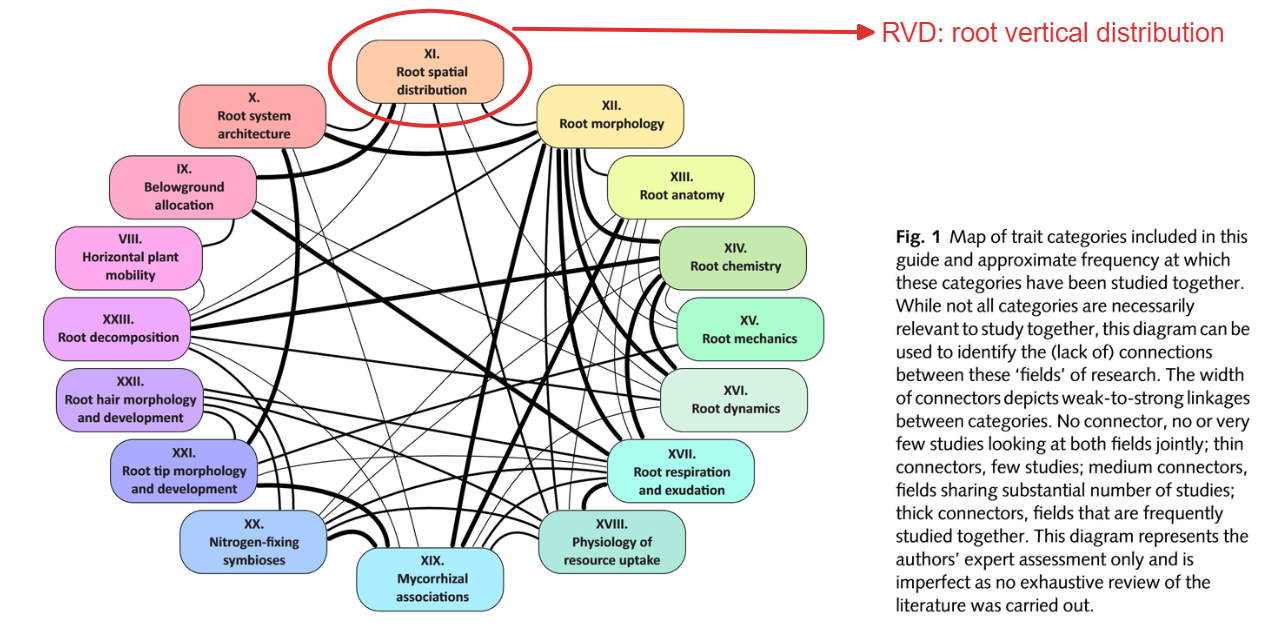 RVD: root vertical distribution
XI.
Root spatial
distribution
X.
Root system
architecture
XII.
Root morphology
IX.
Belowground
allocation
XIII.
Root anatomy
VIII.
Horizontal plant
mobility
XIV.
Root chemistry
XXIII.
Root decomposition
XV.
Root mechanics
XXII.
Root hair morphology
and development
XVI.
Root dynamics
XXI.
Root tip morphology
and development
XVII.
Root respiration
and exudation
XX.
Nitrogen-fixing
symbioses
XIX.
Mycorrhizal
associations
XVIII.
Physiology of
resource uptake
Fig. 1 Map of trait categories included in this
guide and approximate frequency at which
these categories have been studied together.
While not all categories are necessarily
relevant to study together, this diagram can be
used to identify the (lack of) connections
between these ‘fields’ of research. The width
of connectors depicts weak-to-strong linkages
between categories. No connector, no or very
few studies looking at both fields jointly; thin
connectors, few studies; medium connectors,
fields sharing substantial number of studies;
thick connectors, fields that are frequently
studied together. This diagram represents the
authors’ expert assessment only and is
imperfect as no exhaustive review of the
literature was carried out.